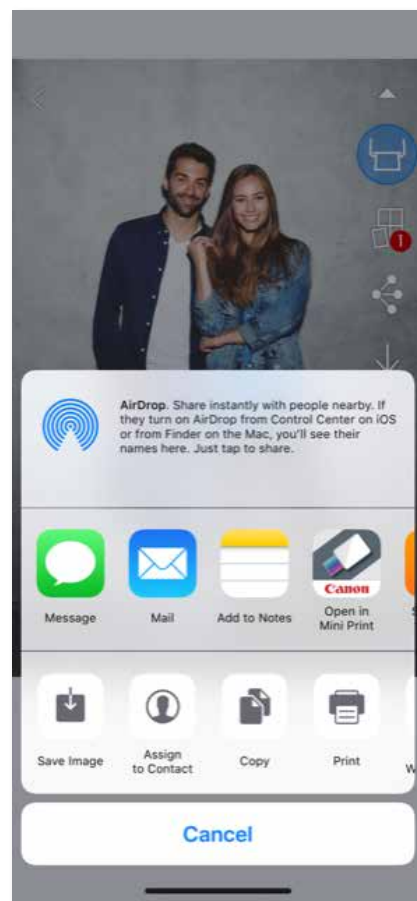 1
AirDrop. Share instantly with people nearby. If
they turn on AirDrop from Control Center on iOS
or from Finder on the Mac, you'll see their
names here. Just tap to share.
Canon
Message
Mail
Add to Notes
Open in
Mini Print
S
Save Image
Assign
to Contact
Copy
Print
W
Cancel